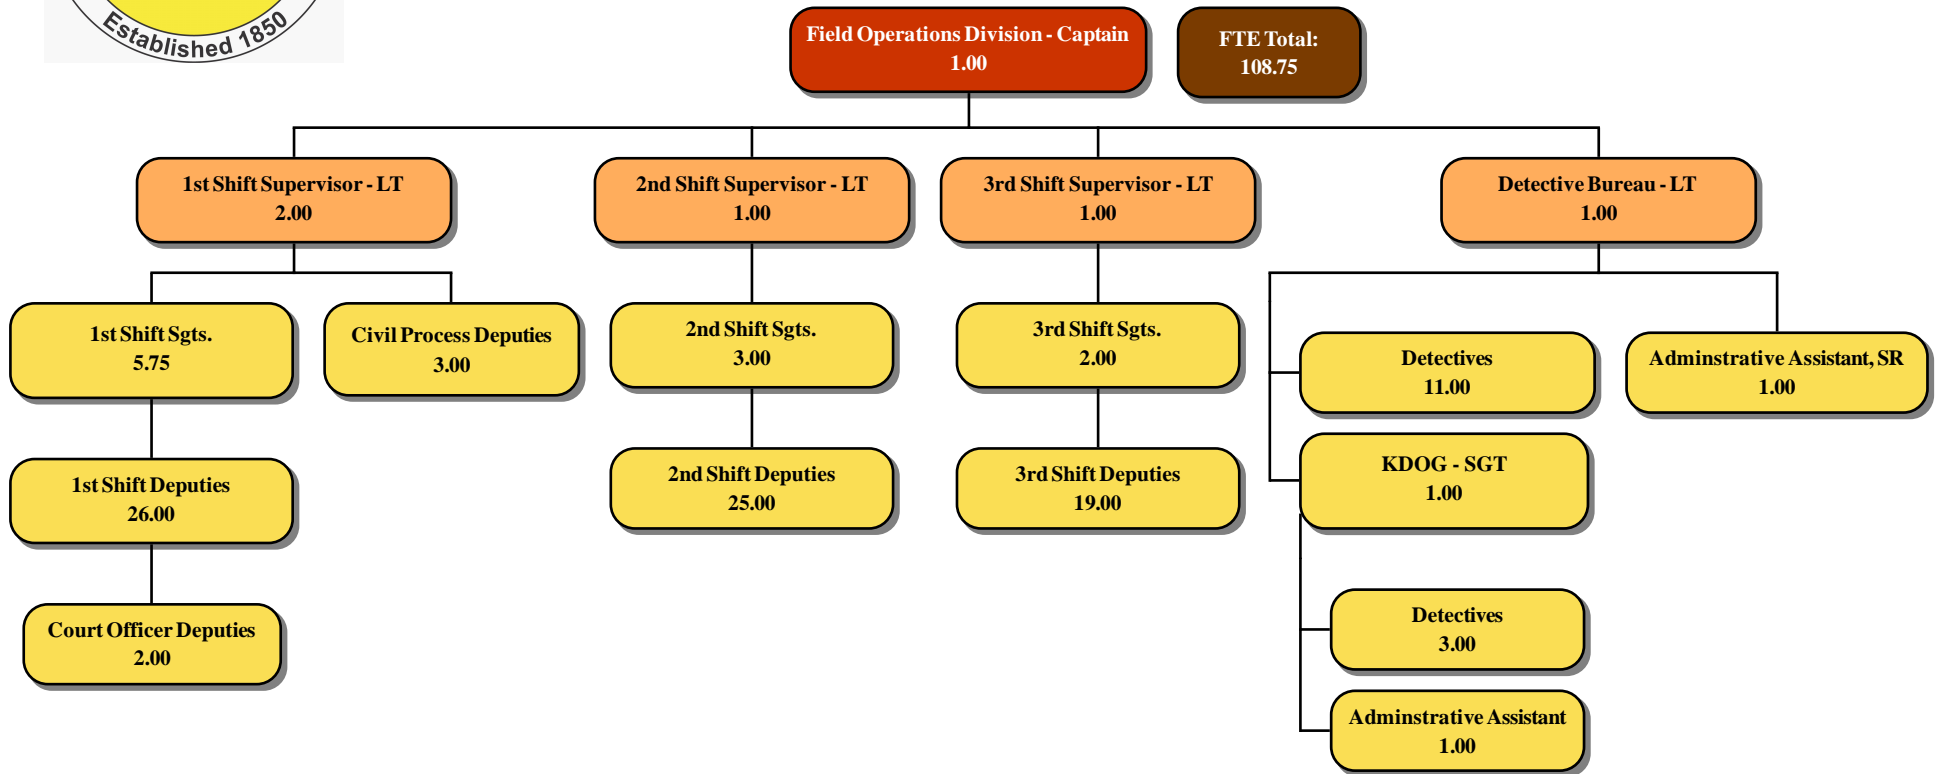 Established 1850
Field Operations Division - Captain
1.00
FTE Total:
108.75
1st Shift Supervisor - LT
2.00
2nd Shift Supervisor - LT
1.00
3rd Shift Supervisor - LT
1.00
Detective Bureau - LT
1.00
1st Shift Sgts.
5.75
Civil Process Deputies
3.00
2nd Shift Sgts.
3.00
3rd Shift Sgts.
2.00
Detectives
11.00
Adminstrative Assistant, SR
1.00
1st Shift Deputies
26.00
2nd Shift Deputies
25.00
3rd Shift Deputies
19.00
KDOG - SGT
1.00
Court Officer Deputies
2.00
Detectives
3.00
Adminstrative Assistant
1.00